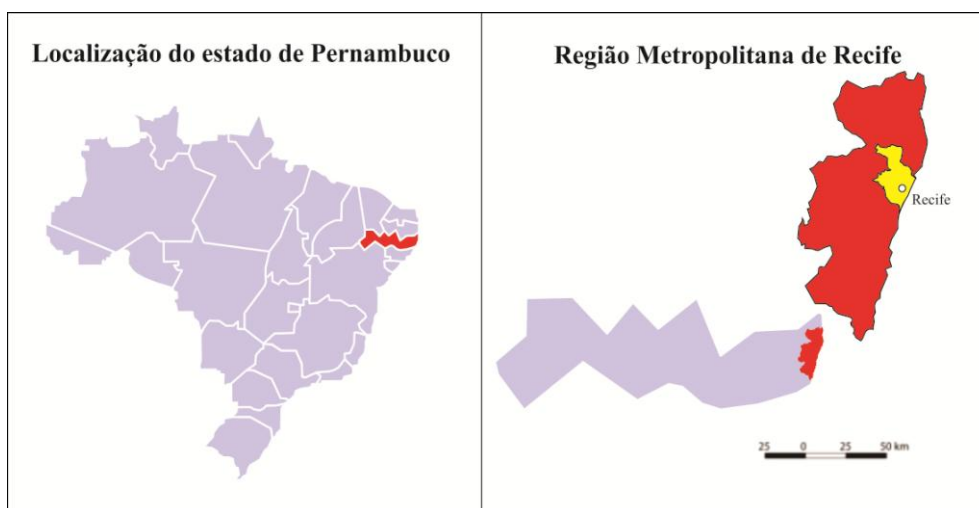 Localização do estado de Pernambuco
Região Metropolitana de Recife
Recife
25 0 25 50 km